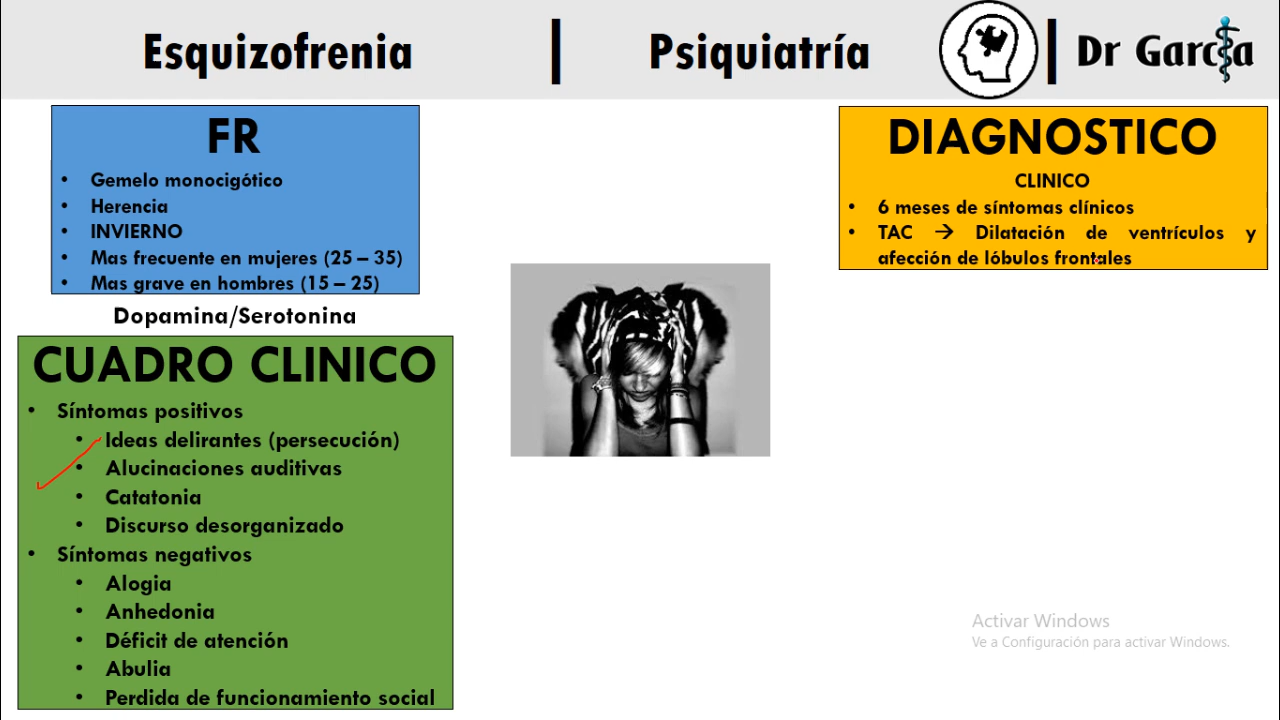 Esquizofrenia | Psiquiatría | Dr García
FR
• Gemelo monocigótico
• Herencia
• INVIERNO
• Mas frecuente en mujeres (25 – 35)
• Mas grave en hombres (15 – 25)
Dopamina/Serotonina
CUADRO CLINICO
• Síntomas positivos
• Ideas delirantes (persecución)
• Alucinaciones auditivas
• Catatonia
• Discurso desorganizado
• Síntomas negativos
• Alogia
• Anhedonia
• Déficit de atención
• Abulia
• Perdida de funcionamiento social
DIAGNOSTICO
CLINICO
• 6 meses de síntomas clínicos
• TAC → Dilatación de ventrículos y
afección de lóbulos frontales
Activar Windows
Ve a Configuración para activar Windows.